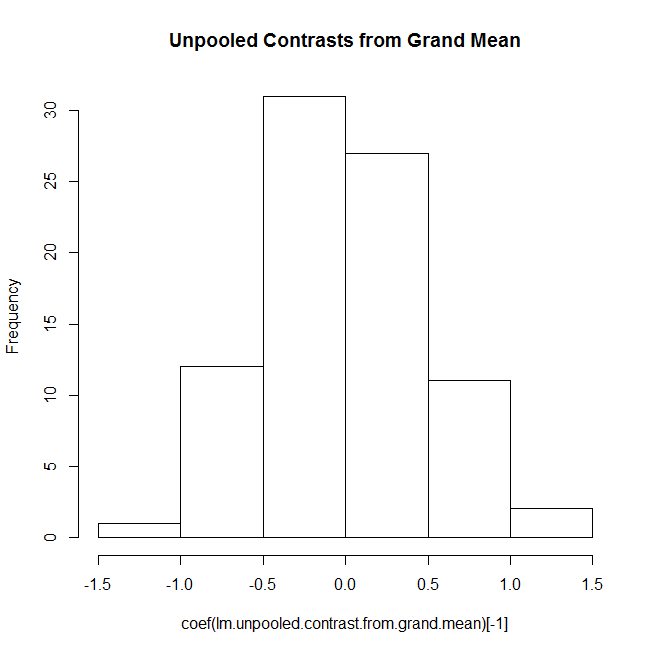 Unpooled Contrasts from Grand Mean
Frequency
30
25
20
15
10
5
0
-1.5 -1.0 -0.5 0.0 0.5 1.0 1.5
coef(lm.unpooled.contrast.from.grand.mean)[-1]